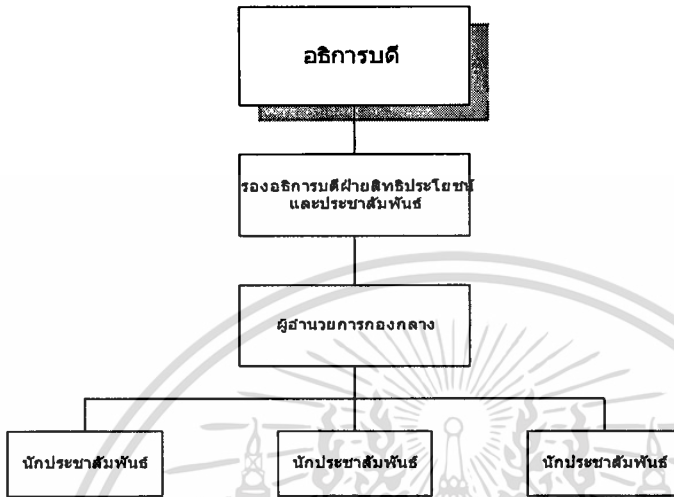 อธิการบดี
รองอธิการบดีฝ่ายสิทธิประโยชน์
และประชาสัมพันธ์
ผู้อำนวยการกองกลาง
นักประชาสัมพันธ์
นักประชาสัมพันธ์
นักประชาสัมพันธ์